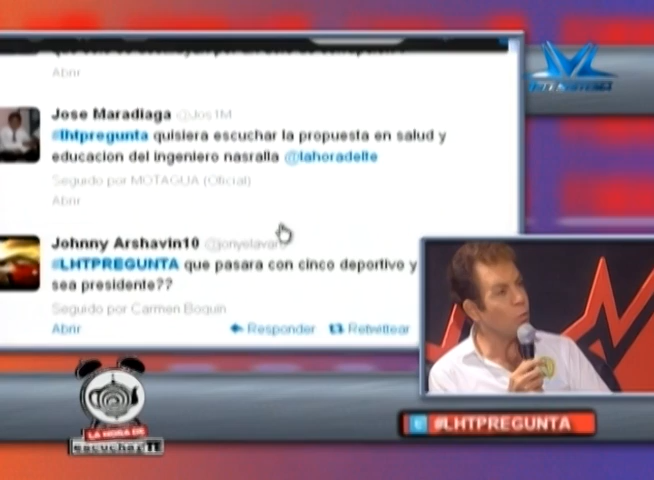 Abrir
Jose Maradiaga @Jos1M
#lhtpregunta quisiera escuchar la propuesta en salud y
educacion del ingeniero nasralla @lahoradelte
Seguido por MOTAGUA (Oficial)
Abrir
Johnny Arshavin10
#LHTPREGUNTA que pasara con cinco deportivo y
sea presidente??
Seguido por Carmen Boquin
Abrir Responder Retwittear
#LHTPREGUNTA
LA HORA DE
escucharTE